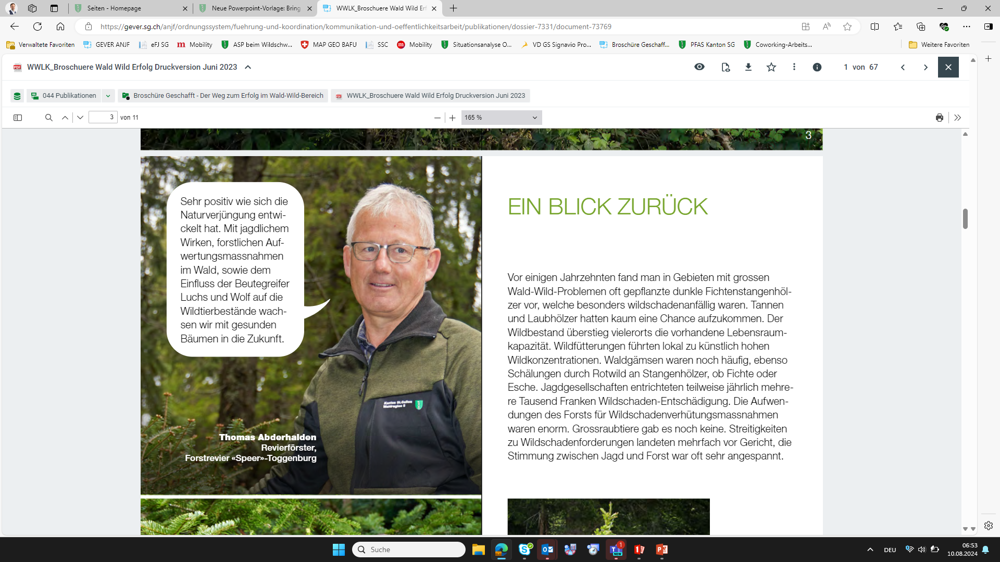 Seiten - Homepage
Neue Powerpoint-Vorlage: Bring
WWLK_Broschuere Wald Wild Erf
https://gever.sg.ch/anjf/ordnungssystem/fuehrung-und-koordination/kommunikation-und-oeffentlichkeitsarbeit/publikationen/dossier-7331/document-73769
Verwaltete Favoriten
GEVER ANJF
eFJ SG
Mobility
ASP beim Wildschw...
MAP GEO BAFU
SSC
Mobility
Situationsanalyse O...
VD GS Signavio Pro...
Broschüre Geschaff...
PFAS Kanton SG
Coworking-Arbeits...
Weitere Favoriten
WWLK_Broschuere Wald Wild Erfolg Druckversion Juni 2023
1 von 67
044 Publikationen
Broschüre Geschafft - Der Weg zum Erfolg im Wald-Wild-Bereich
WWLK_Broschuere Wald Wild Erfolg Druckversion Juni 2023
3 von 11
165 %
3
Sehr positiv wie sich die
Naturverjüngung entwi-
ckelt hat. Mit jagdlichem
Wirken, forstlichen Auf-
wertungsmassnahmen
im Wald, sowie dem
Einfluss der Beutegreifer
Luchs und Wolf auf die
Wildtierbestände wach-
sen wir mit gesunden
Bäumen in die Zukunft.
Kanton St.Gallen
Waldregion 5
Thomas Abderhalden
Revierförster,
Forstrevier «Speer»-Toggenburg
EIN BLICK ZURÜCK
Vor einigen Jahrzehnten fand man in Gebieten mit grossen
Wald-Wild-Problemen oft gepflanzte dunkle Fichtenstangenhöl-
zer vor, welche besonders wildschadenanfällig waren. Tannen
und Laubhölzer hatten kaum eine Chance aufzukommen. Der
Wildbestand überstieg vielerorts die vorhandene Lebensraum-
kapazität. Wildfütterungen führten lokal zu künstlich hohen
Wildkonzentrationen. Waldgämsen waren noch häufig, ebenso
Schälungen durch Rotwild an Stangenhölzer, ob Fichte oder
Esche. Jagdgesellschaften entrichteten teilweise jährlich mehre-
re Tausend Franken Wildschaden-Entschädigung. Die Aufwen-
dungen des Forsts für Wildschadenverhütungsmassnahmen
waren enorm. Grossraubtiere gab es noch keine. Streitigkeiten
zu Wildschadenforderungen landeten mehrfach vor Gericht, die
Stimmung zwischen Jagd und Forst war oft sehr angespannt.
Suche
1
NEW
DEU
06:53
10.08.2024